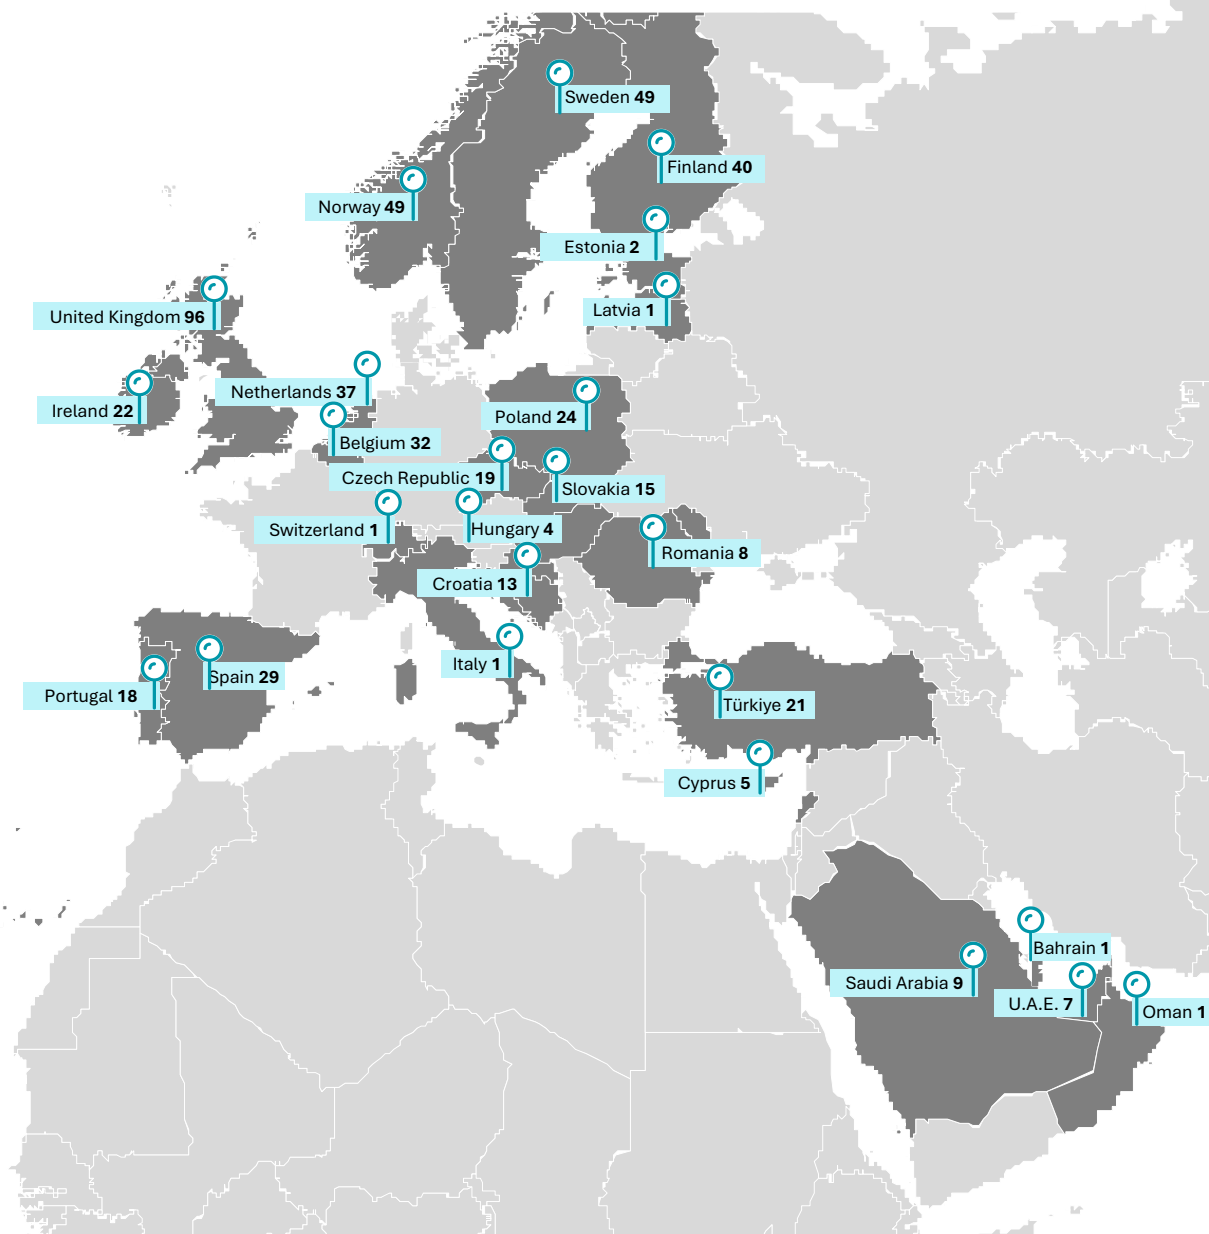 Sweden 49
Finland 40
Norway 49
Estonia 2
Latvia 1
United Kingdom 96
Netherlands 37
Ireland 22
Poland 24
Belgium 32
Czech Republic 19
Slovakia 15
Switzerland 1
Hungary 4
Romania 8
Croatia 13
Italy 1
Spain 29
Portugal 18
Türkiye 21
Cyprus 5
Bahrain 1
Saudi Arabia 9
U.A.E. 7
Oman 1